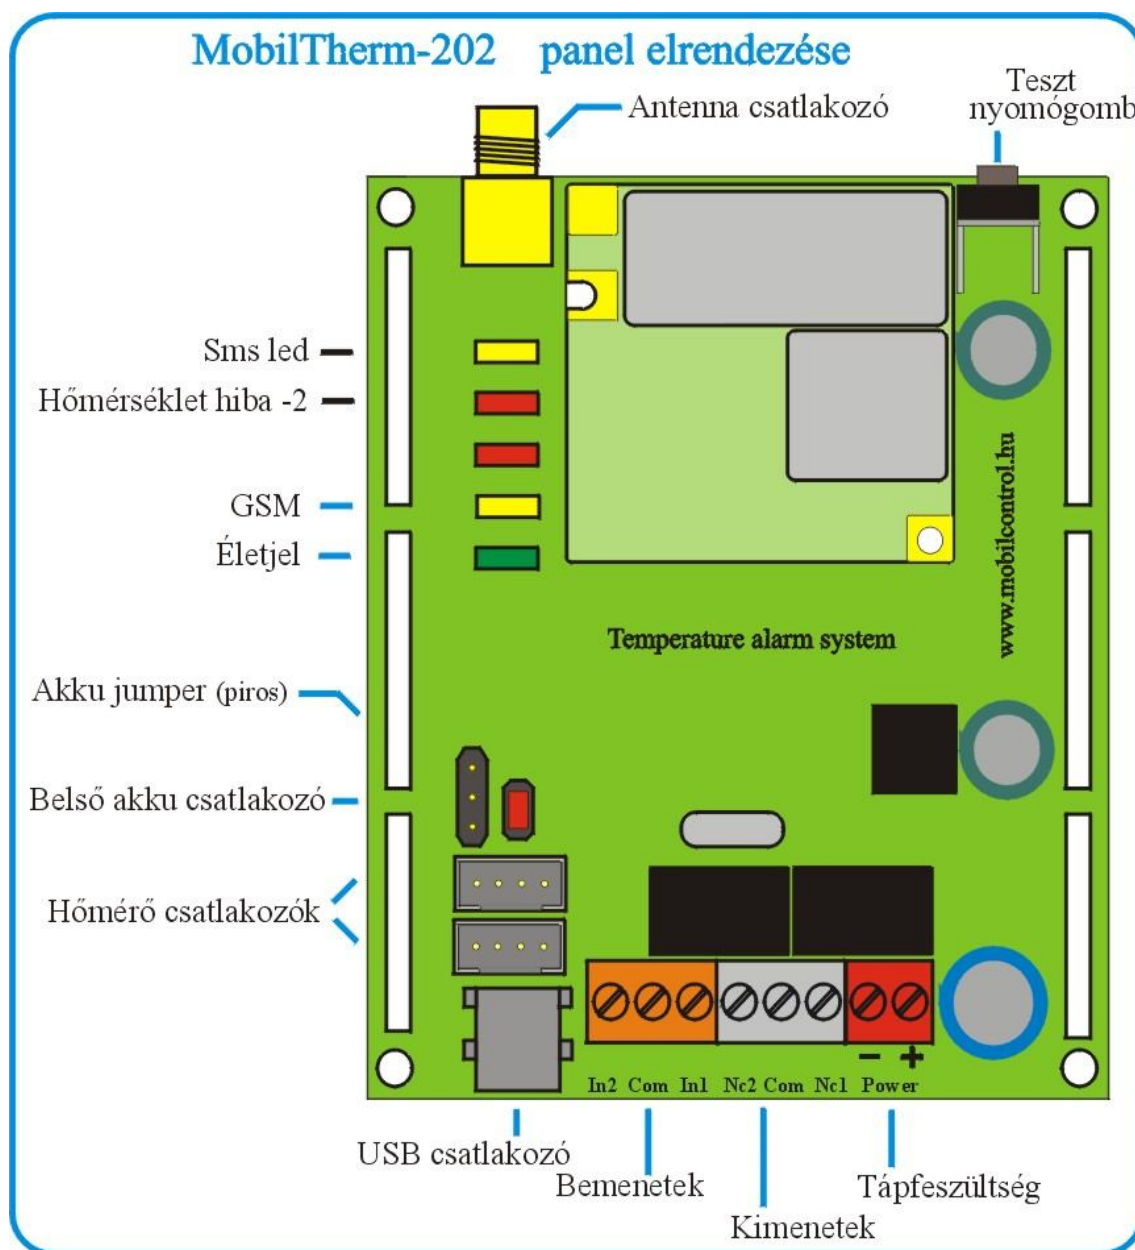 MobilTherm-202 panel elrendezése
Antenna csatlakozó
Teszt
nyomógomb
Sms led
Hőmérséklet hiba -2
GSM
Életjel
www.mobilcontrol.hu
Temperature alarm system
Akku jumper (piros)
Belső akku csatlakozó
Hőmérő csatlakozók
- +
In2 Com In1 Nc2 Com Nc1 Power
USB csatlakozó
Bemenetek
Tápfeszültség
Kimenetek